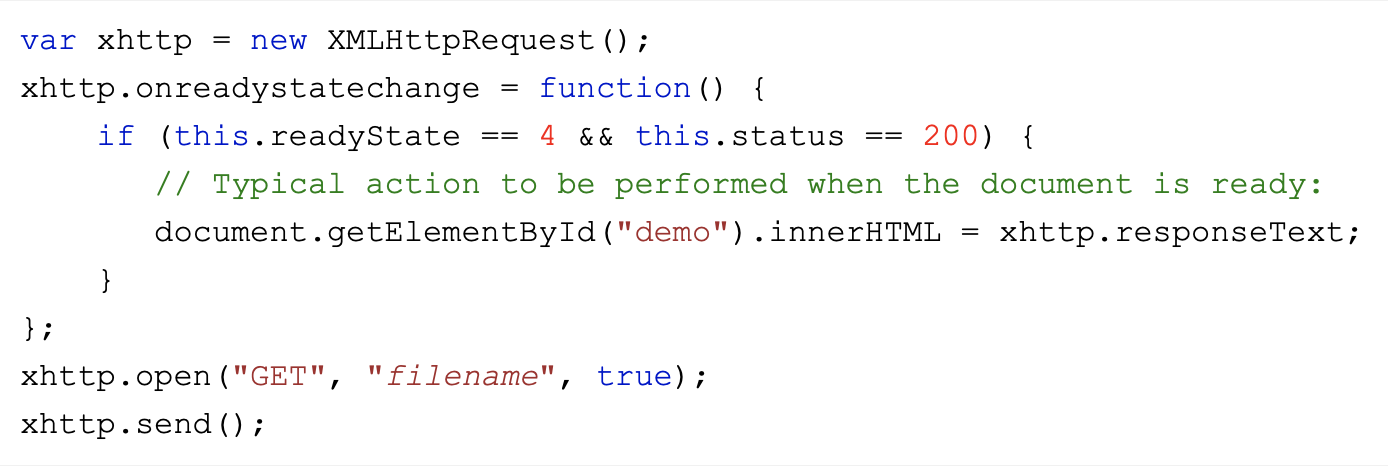 var xhttp = new XMLHttpRequest();
xhttp.onreadystatechange = function() {
    if (this.readyState == 4 && this.status == 200) {
       // Typical action to be performed when the document is ready:
       document.getElementById("demo").innerHTML = xhttp.responseText;
    }
};
xhttp.open("GET", "filename", true);
xhttp.send();